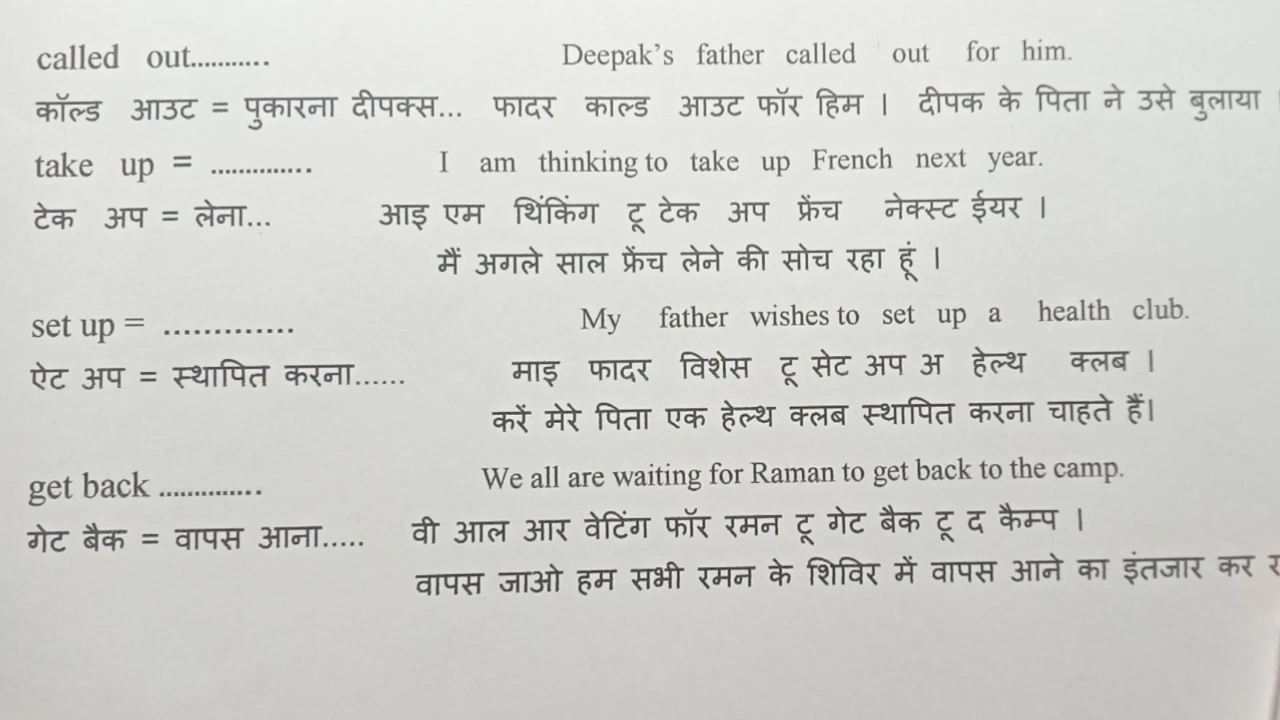 called out........... Deepak's father called out for him.
कॉल्ड आउट = पुकारना दीपक्स... फादर काल्ड आउट फॉर हिम । दीपक के पिता ने उसे बुलाया
take up = .............. I am thinking to take up French next year.
टेक अप = लेना... आइ एम थिंकिंग टू टेक अप फ्रेंच नेक्स्ट ईयर ।
मैं अगले साल फ्रेंच लेने की सोच रहा हूं ।
set up = ............. My father wishes to set up a health club.
ऐट अप = स्थापित करना...... माइ फादर विशेस टू सेट अप अ हेल्थ क्लब ।
करें मेरे पिता एक हेल्थ क्लब स्थापित करना चाहते हैं।
get back .............. We all are waiting for Raman to get back to the camp.
गेट बैक = वापस आना..... वी आल आर वेटिंग फॉर रमन टू गेट बैक टू द कैम्प ।
वापस जाओ हम सभी रमन के शिविर में वापस आने का इंतजार कर